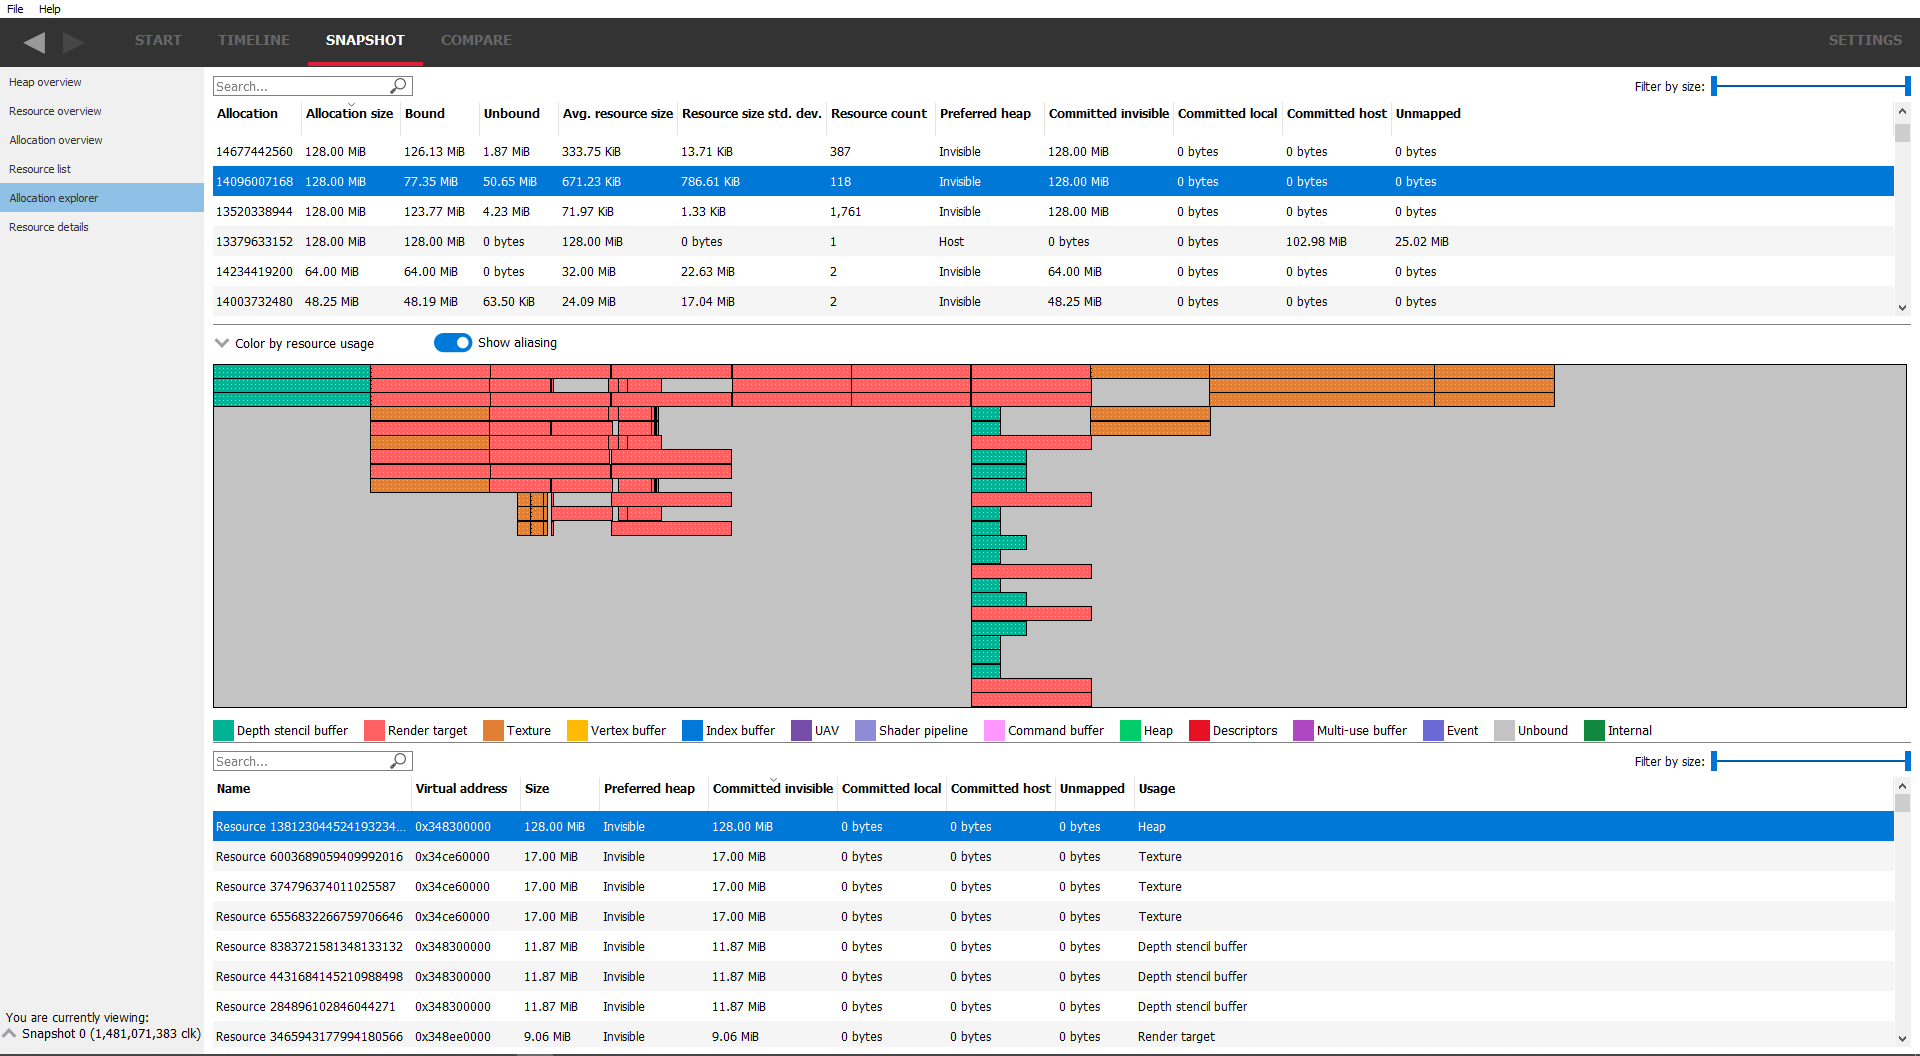 File Help
START TIMELINE SNAPSHOT COMPARE SETTINGS
Heap overview
Resource overview
Allocation overview
Resource list
Allocation explorer
Resource details
Search... Filter by size:
Allocation Allocation size Bound Unbound Avg. resource size Resource size std. dev. Resource count Preferred heap Committed invisible Committed local Committed host Unmapped
14677442560 128.00 MiB 126.13 MiB 1.87 MiB 333.75 KiB 13.71 KiB 387 Invisible 128.00 MiB 0 bytes 0 bytes 0 bytes
14096007168 128.00 MiB 77.35 MiB 50.65 MiB 671.23 KiB 786.61 KiB 118 Invisible 128.00 MiB 0 bytes 0 bytes 0 bytes
13520338944 128.00 MiB 123.77 MiB 4.23 MiB 71.97 KiB 1.33 KiB 1,761 Invisible 128.00 MiB 0 bytes 0 bytes 0 bytes
13379633152 128.00 MiB 128.00 MiB 0 bytes 128.00 MiB 0 bytes 1 Host 0 bytes 0 bytes 102.98 MiB 25.02 MiB
14234419200 64.00 MiB 64.00 MiB 0 bytes 32.00 MiB 22.63 MiB 2 Invisible 64.00 MiB 0 bytes 0 bytes 0 bytes
14003732480 48.25 MiB 48.19 MiB 63.50 KiB 24.09 MiB 17.04 MiB 2 Invisible 48.25 MiB 0 bytes 0 bytes 0 bytes
Color by resource usage Show aliasing
Depth stencil buffer Render target Texture Vertex buffer Index buffer UAV Shader pipeline Command buffer Heap Descriptors Multi-use buffer Event Unbound Internal
Search... Filter by size:
Name Virtual address Size Preferred heap Committed invisible Committed local Committed host Unmapped Usage
Resource 138123044524193234... 0x348300000 128.00 MiB Invisible 128.00 MiB 0 bytes 0 bytes 0 bytes Heap
Resource 6003689059409992016 0x34ce60000 17.00 MiB Invisible 17.00 MiB 0 bytes 0 bytes 0 bytes Texture
Resource 374796374011025587 0x34ce60000 17.00 MiB Invisible 17.00 MiB 0 bytes 0 bytes 0 bytes Texture
Resource 6556832266759706646 0x34ce60000 17.00 MiB Invisible 17.00 MiB 0 bytes 0 bytes 0 bytes Texture
Resource 8383721581348133132 0x348300000 11.87 MiB Invisible 11.87 MiB 0 bytes 0 bytes 0 bytes Depth stencil buffer
Resource 4431684145210988498 0x348300000 11.87 MiB Invisible 11.87 MiB 0 bytes 0 bytes 0 bytes Depth stencil buffer
Resource 284896102846044271 0x348300000 11.87 MiB Invisible 11.87 MiB 0 bytes 0 bytes 0 bytes Depth stencil buffer
Resource 3465943177994180566 0x348ee0000 9.06 MiB Invisible 9.06 MiB 0 bytes 0 bytes 0 bytes Render target
You are currently viewing:
Snapshot 0 (1,481,071,383 clk)